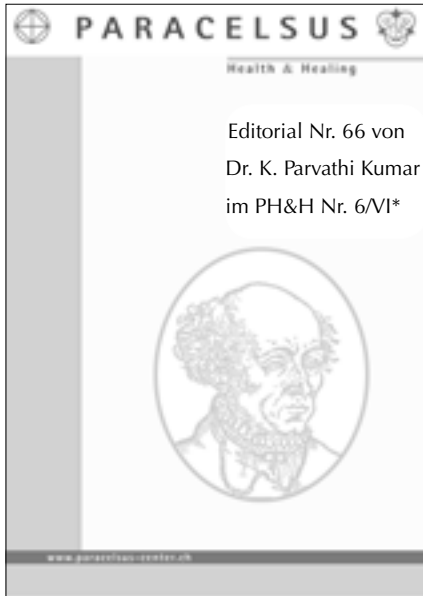 PARACELSUS
Health & Healing
Editorial Nr. 66 von
Dr. K. Parvathi Kumar
im PH&H Nr. 6/VI*
www.paracelsus-center.ch